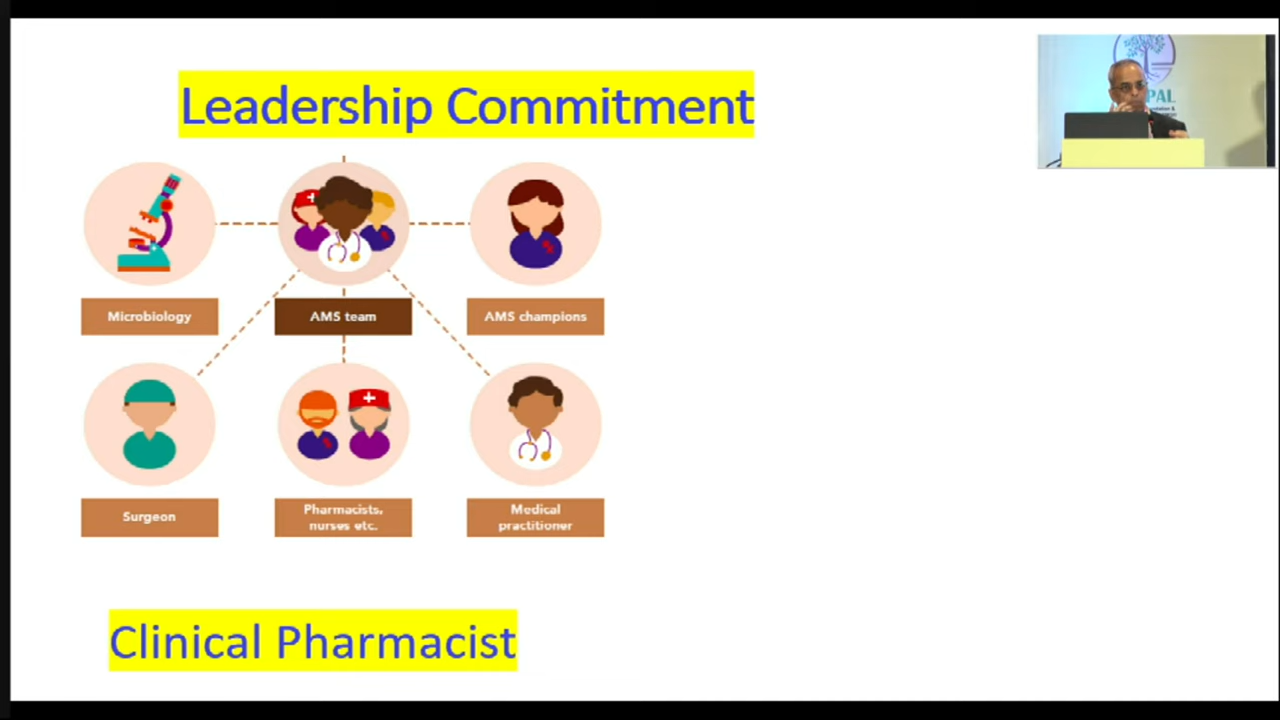 Leadership Commitment
Microbiology
AMS team
AMS champions
Surgeon
Pharmacists,
nurses etc.
Medical
practitioner
Clinical Pharmacist